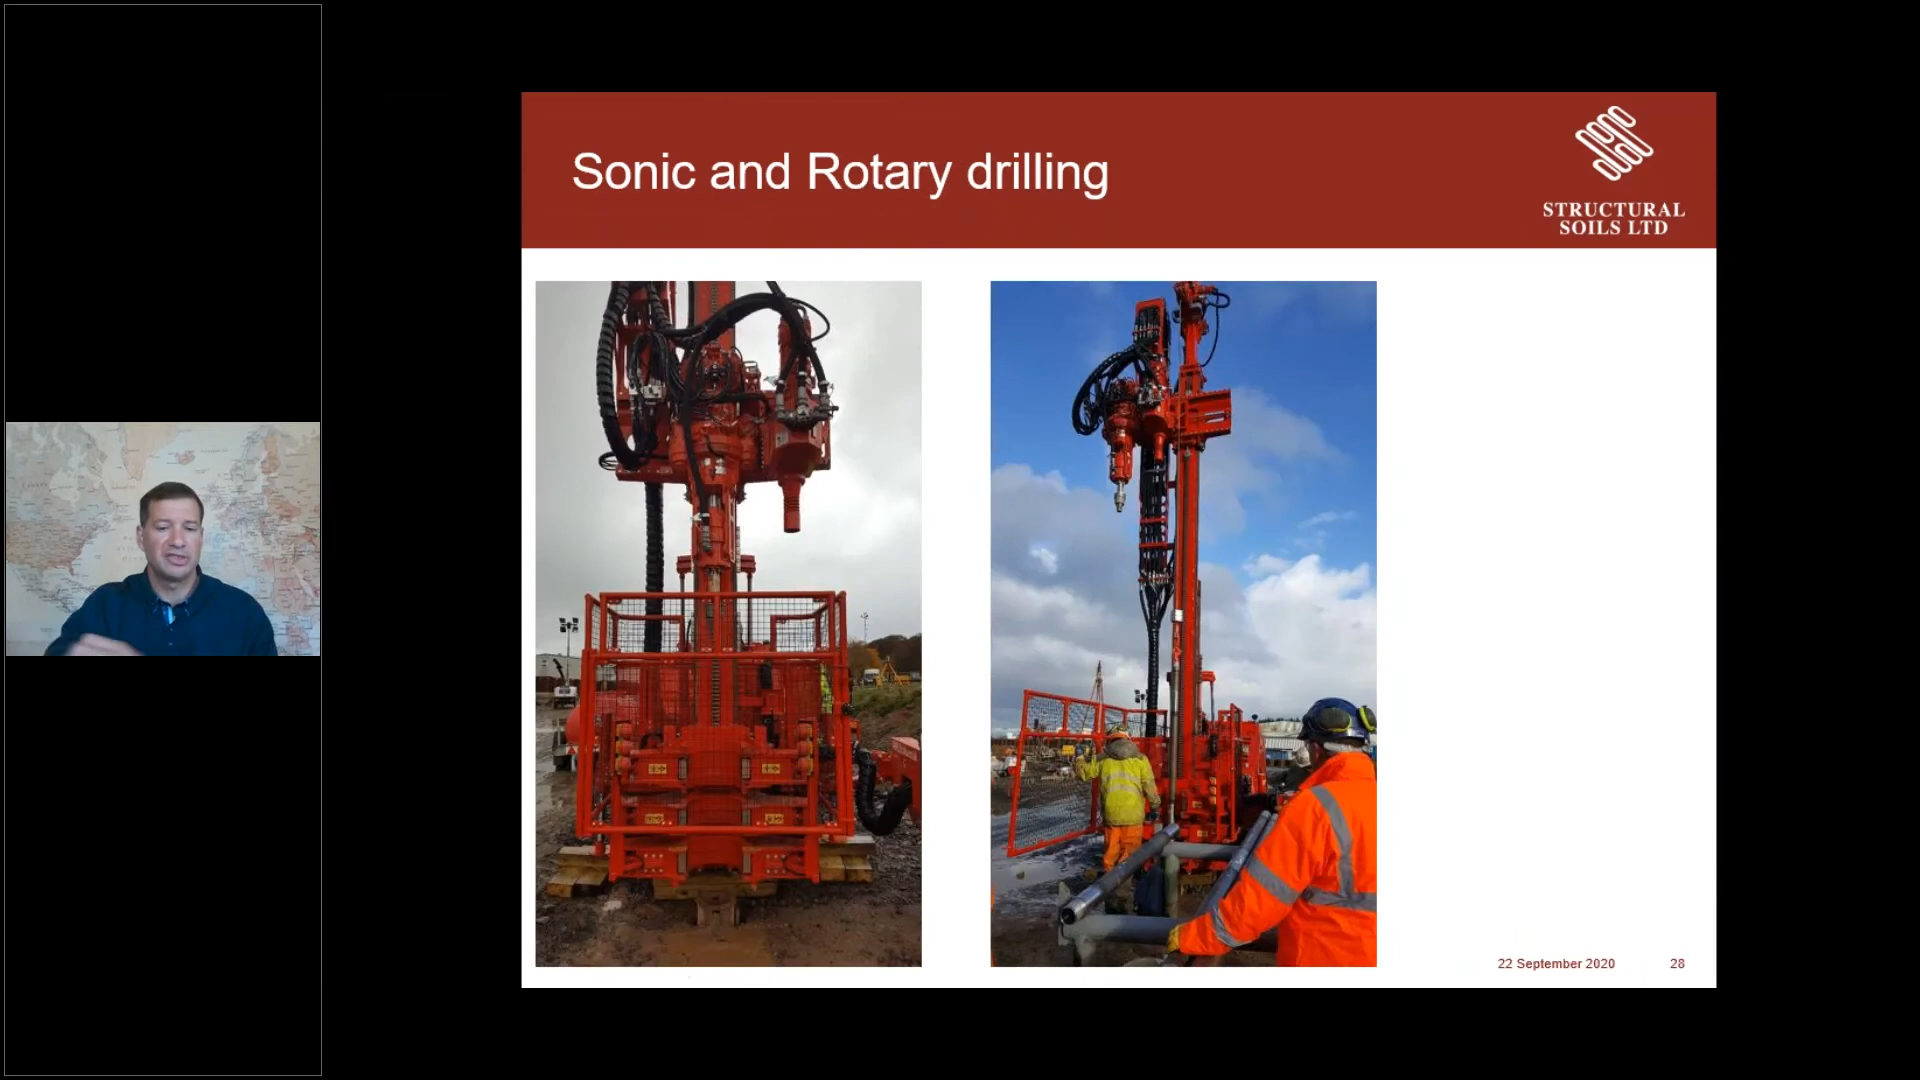 Sonic and Rotary drilling
STRUCTURAL
SOILS LTD
22 September 2020
28